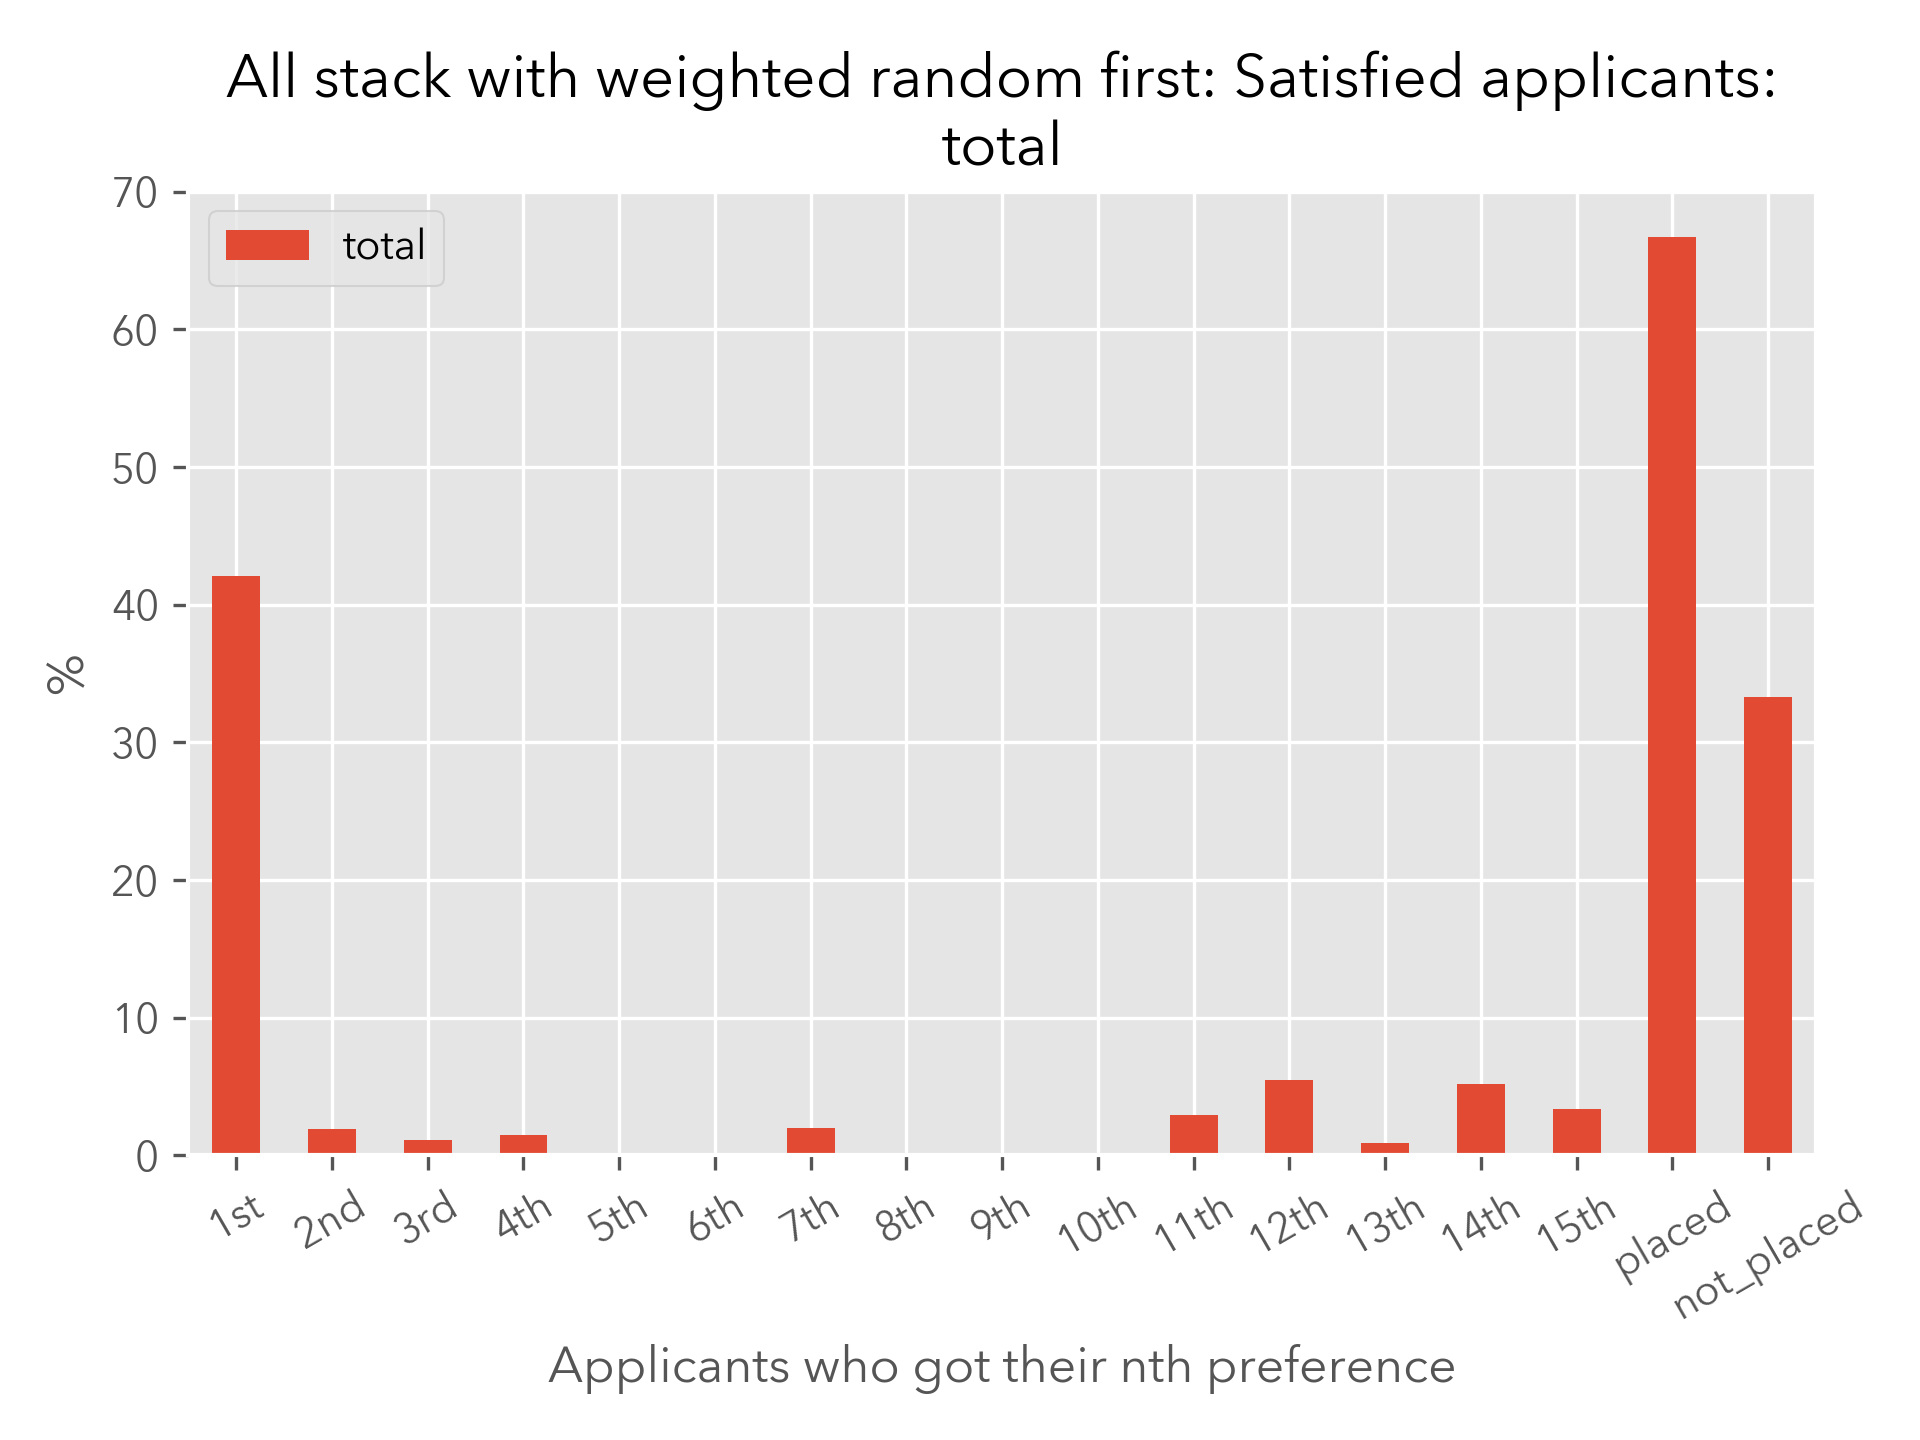 All stack with weighted random first: Satisfied applicants:
total
total
70
60
50
40
30
20
10
0
%
1st
2nd
3rd
4th
5th
6th
7th
8th
9th
10th
11th
12th
13th
14th
15th
placed
not_placed
Applicants who got their nth preference